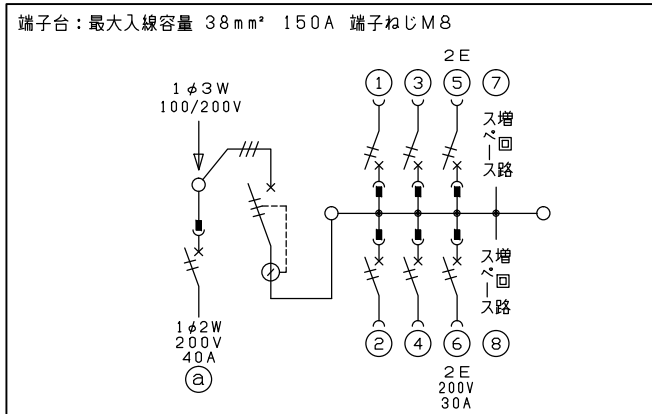 端子台：最大入線容量 38mm² 150A 端子ねじM8
2E
① ③ ⑤ ⑦
1φ3W
100/200V
増回路
スペース
増回路
スペース
1φ2W
200V
40A
ⓐ
② ④ ⑥ ⑧
2E
200V
30A